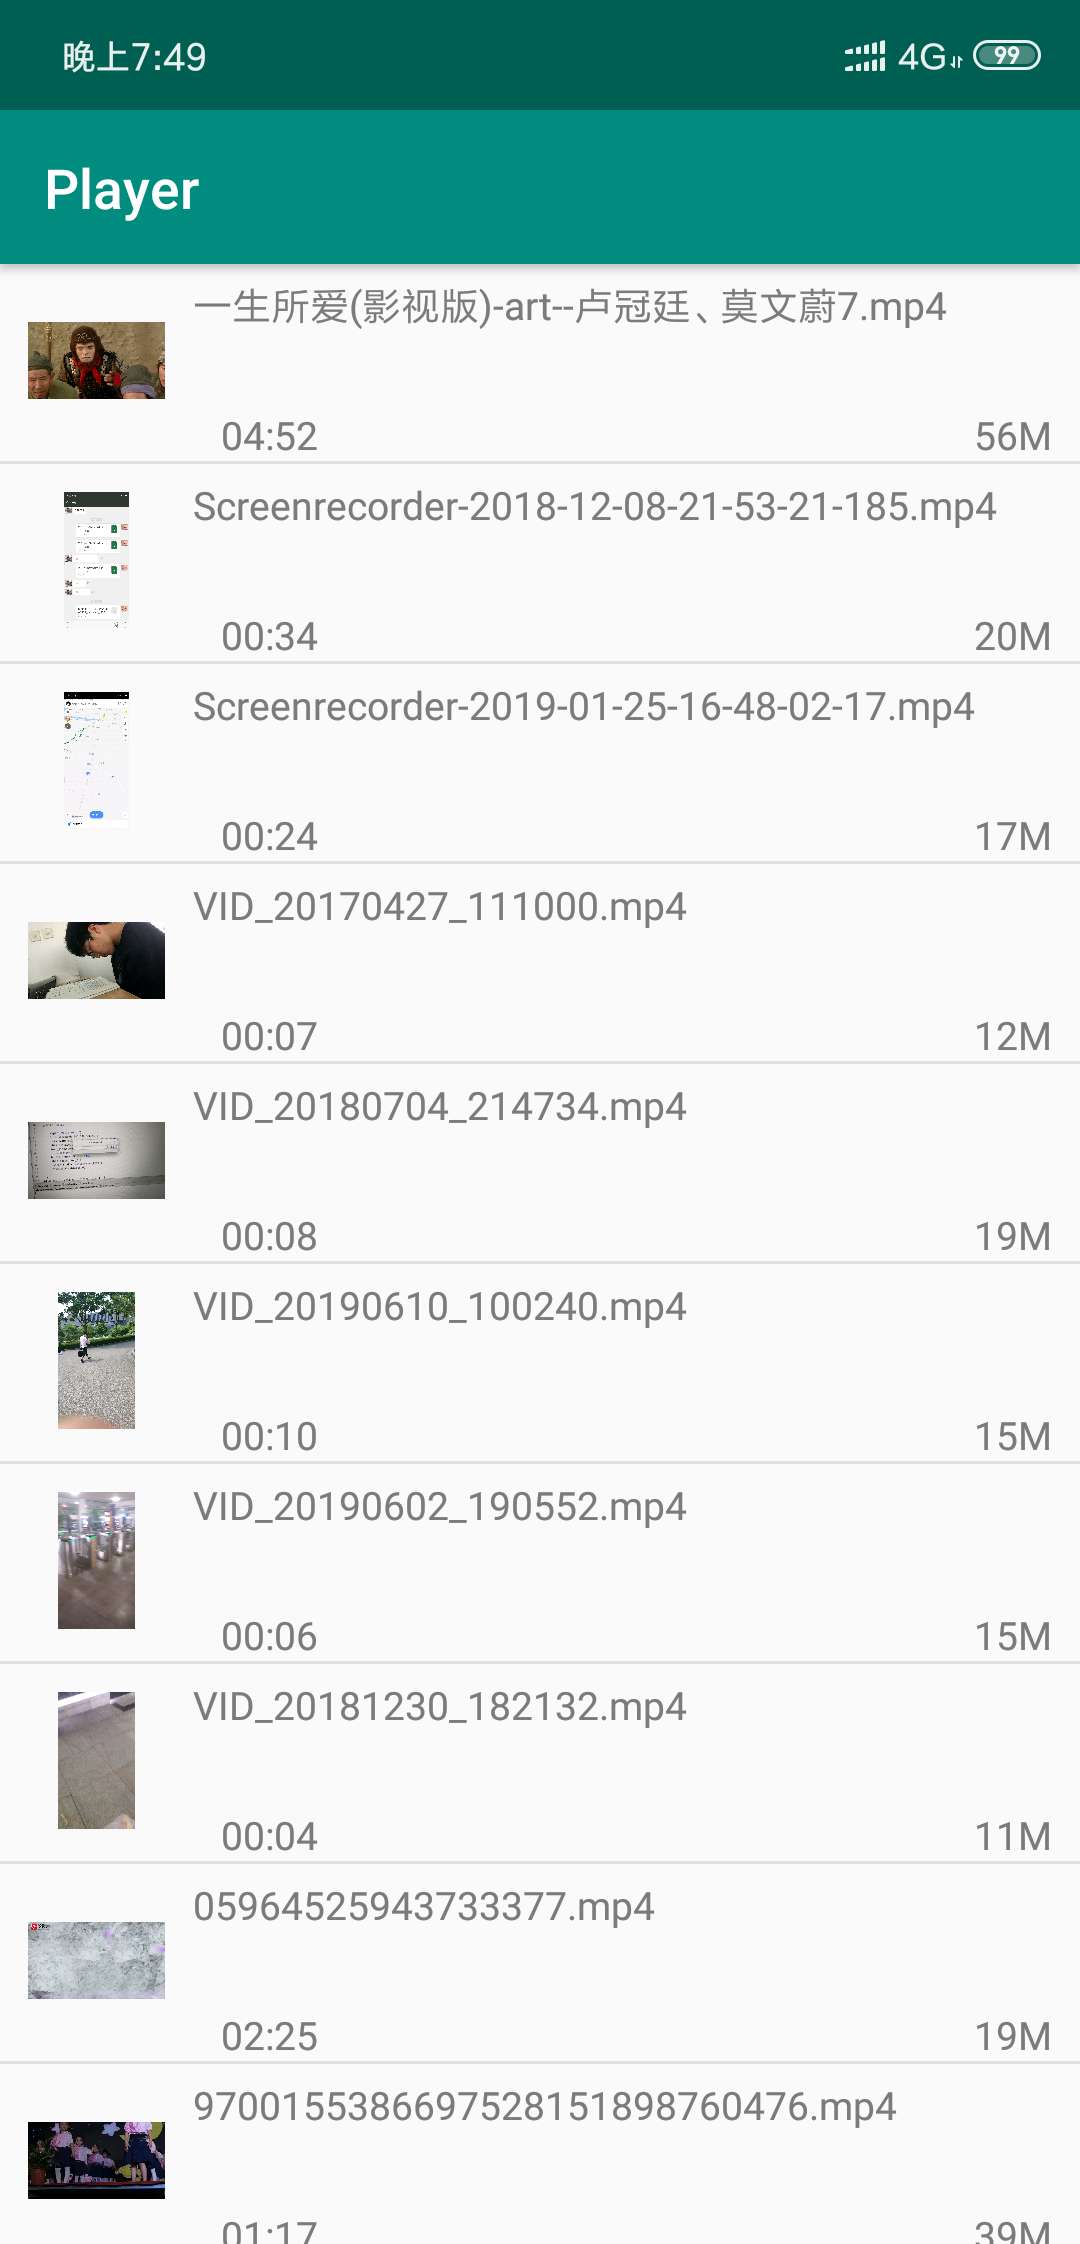 晚上7:49
4G
99
Player
一生所爱(影视版)-art--卢冠廷、莫文蔚7.mp4
04:52
56M
Screenrecorder-2018-12-08-21-53-21-185.mp4
00:34
20M
Screenrecorder-2019-01-25-16-48-02-17.mp4
00:24
17M
VID_20170427_111000.mp4
00:07
12M
VID_20180704_214734.mp4
00:08
19M
VID_20190610_100240.mp4
00:10
15M
VID_20190602_190552.mp4
00:06
15M
VID_20181230_182132.mp4
00:04
11M
05964525943733377.mp4
02:25
19M
9700155386697528151898760476.mp4
01:17
39M